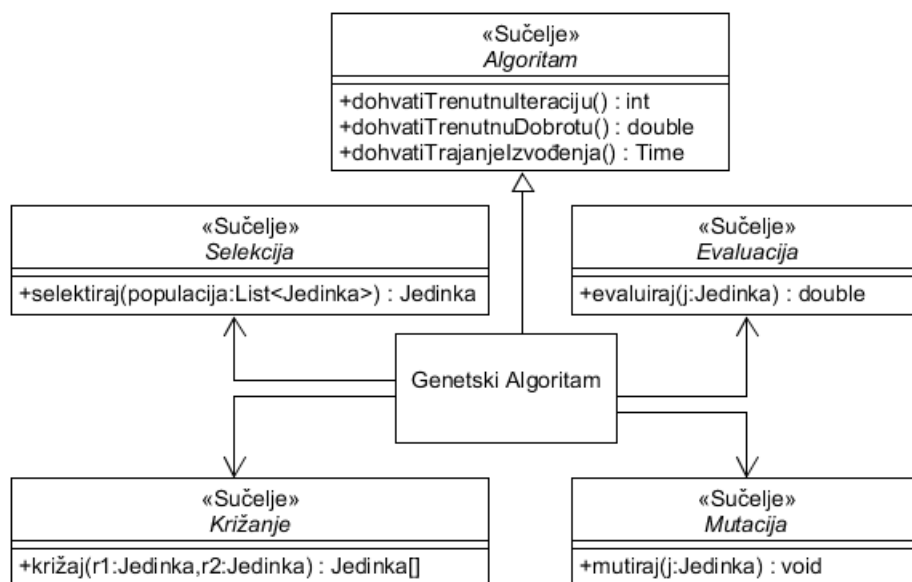 «Sučelje»
Algoritam
+dohvatiTrenutnuIteraciju() : int
+dohvatiTrenutnuDobrotu() : double
+dohvatiTrajanjeIzvođenja() : Time
«Sučelje»
Selekcija
+selektiraj(populacija:List<Jedinka>) : Jedinka
«Sučelje»
Evaluacija
+evaluiraj(j:Jedinka) : double
Genetski Algoritam
«Sučelje»
Križanje
+križaj(r1:Jedinka,r2:Jedinka) : Jedinka[]
«Sučelje»
Mutacija
+mutiraj(j:Jedinka) : void